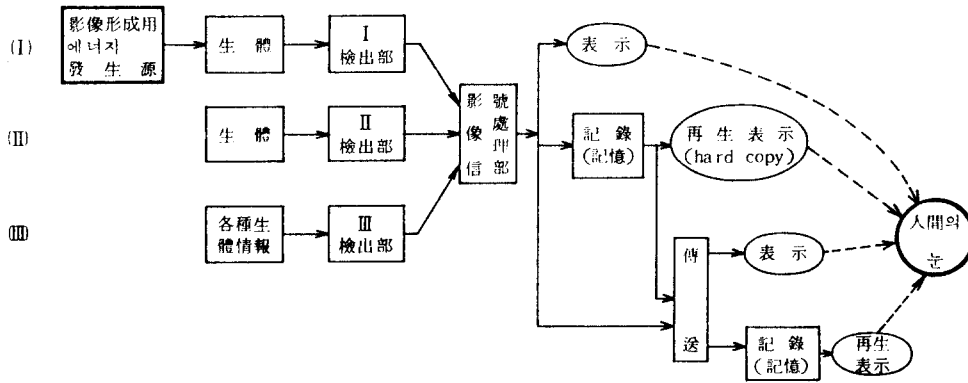 (I)
影像形成用
에너지
發生源
生體
I
檢出部
表示
(II)
生體
II
檢出部
影像信
號處理部
記錄
(記憶)
再生表示
(hard copy)
(III)
各種生
體情報
III
檢出部
人間의
눈
傳送
表示
記錄
(記憶)
再生
表示